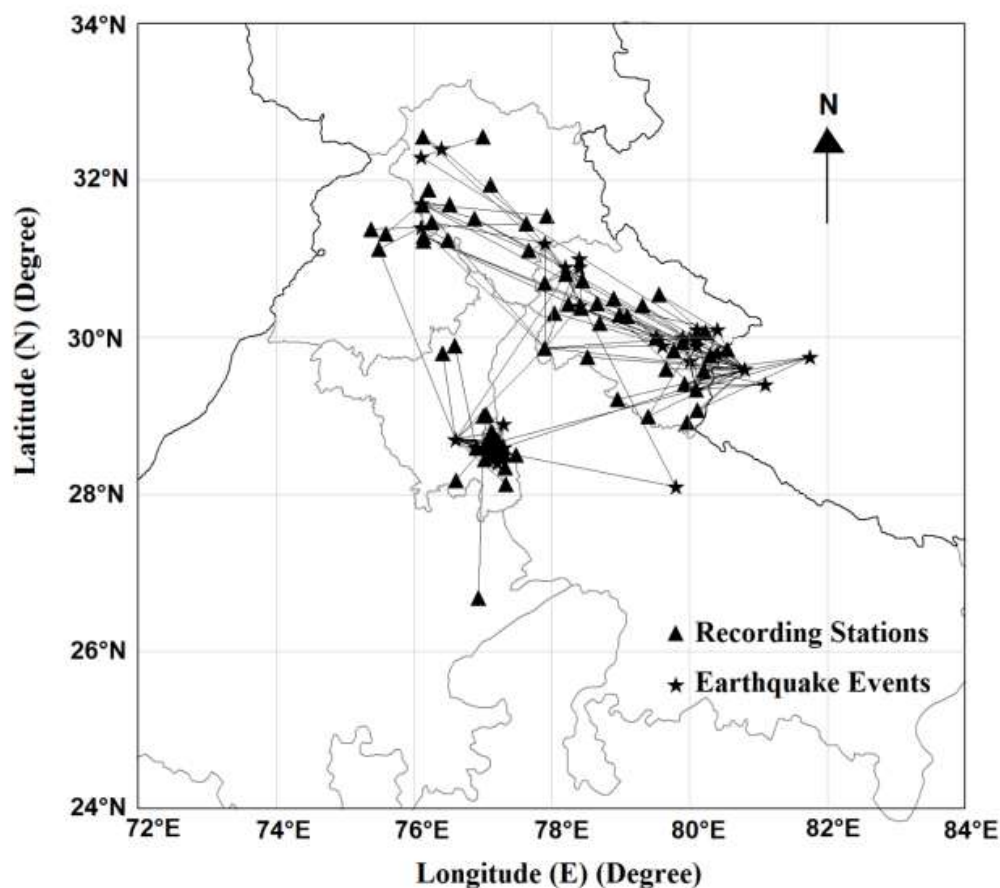 34°N
N
32°N
30°N
28°N
26°N
24°N
Latitude (N) (Degree)
Recording Stations
Earthquake Events
72°E 74°E 76°E 78°E 80°E 82°E 84°E
Longitude (E) (Degree)